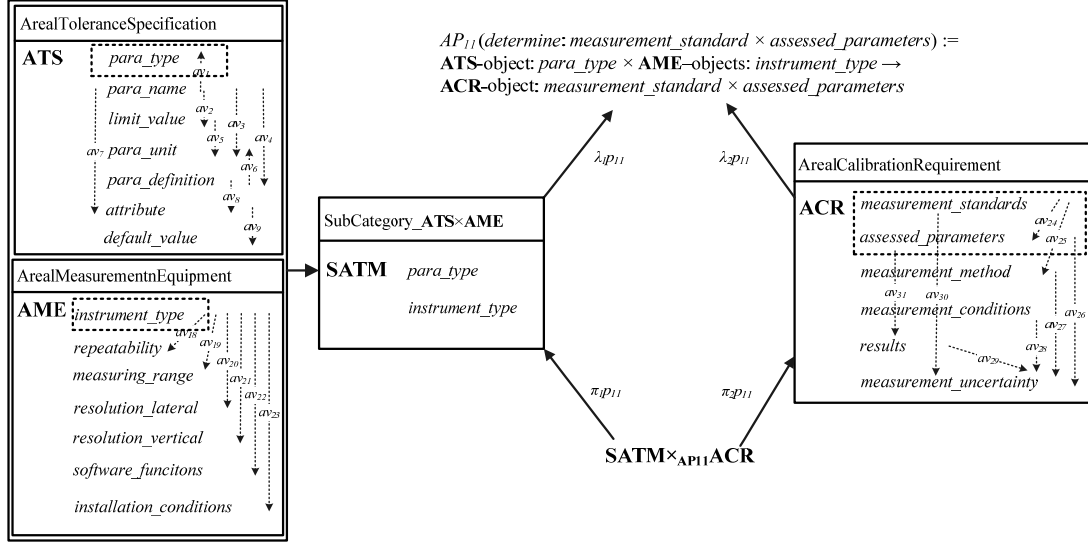 ArealToleranceSpecification
ATS
para_type
av1
para_name
av2
limit_value
av3
av4
av5
av7
para_unit
av6
para_definition
av8
attribute
av9
default_value
ArealMeasurementnEquipment
AME
instrument_type
av18
av19
repeatability
av20
measuring_range
av21
av22
resolution_lateral
av23
resolution_vertical
software_funcitons
installation_conditions
SubCategory_ATS×AME
SATM
para_type
instrument_type
AP11(determine: measurement_standard × assessed_parameters) :=
ATS-object: para_type × AME–objects: instrument_type →
ACR-object: measurement_standard × assessed_parameters
λ1p11
λ2p11
π1p11
π2p11
SATM×AP11ACR
ArealCalibrationRequirement
ACR
measurement_standards
av24
assessed_parameters
av25
measurement_method
av31
av30
measurement_conditions
av26
av27
results
av28
av29
measurement_uncertainty